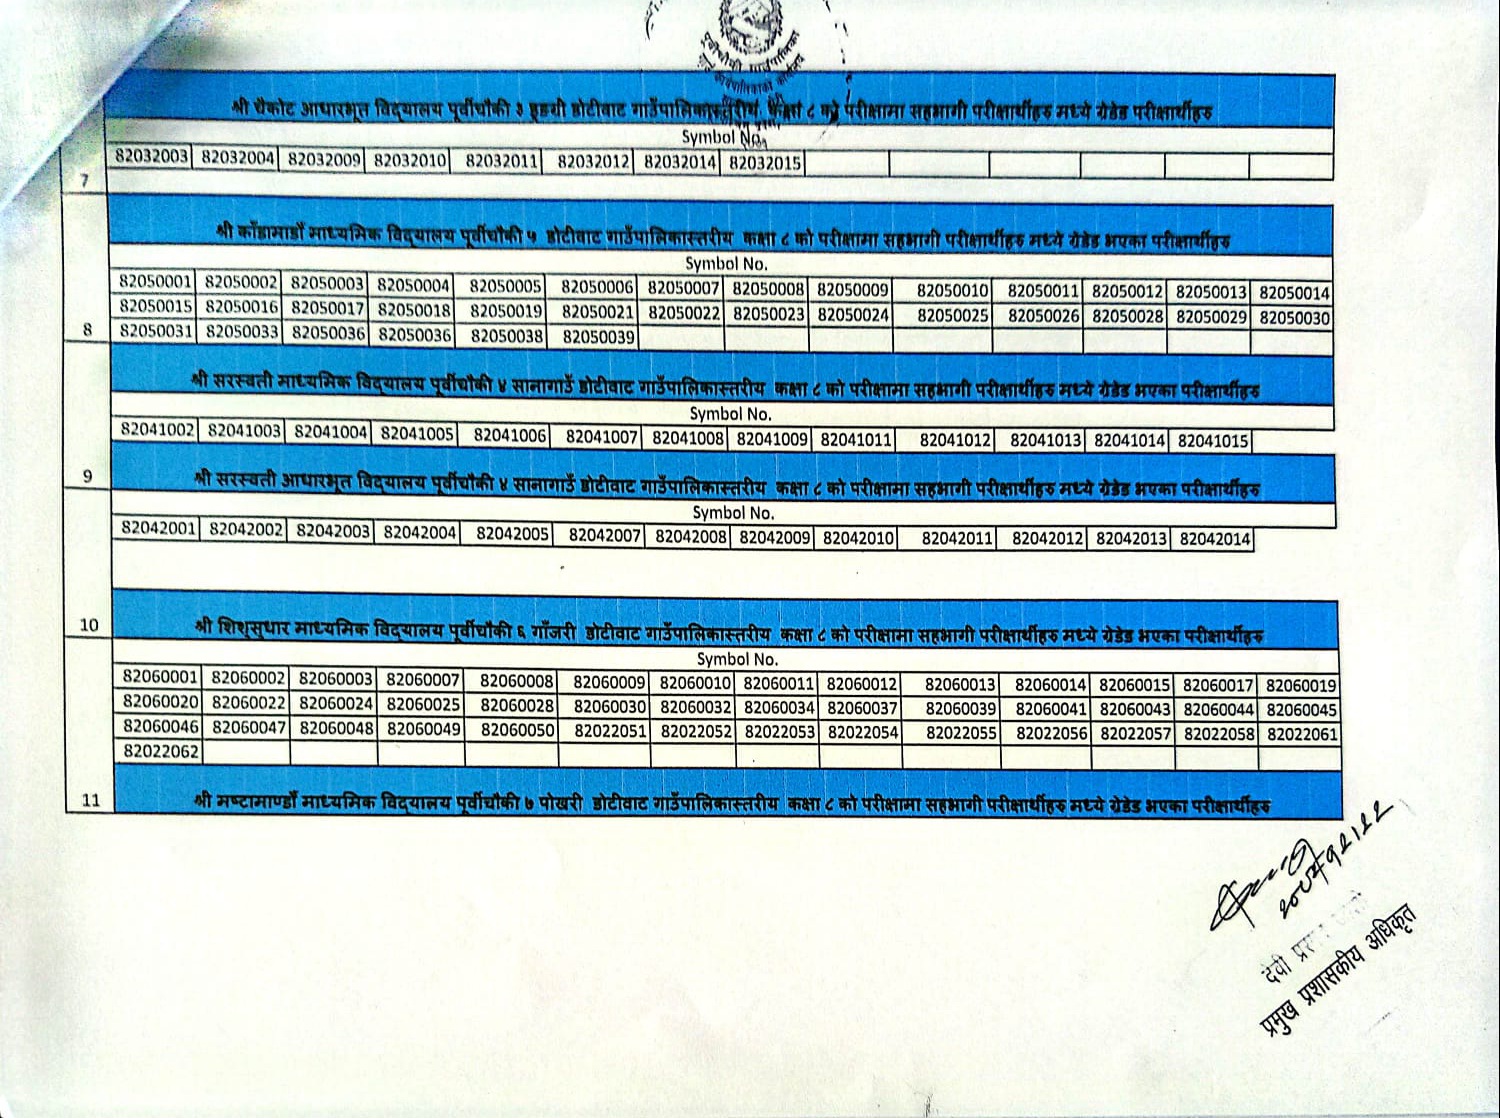 पूर्वीचौकी गाउँपालिका
श्री चैकोट आधारभूत विद्यालय पूर्वीचौकी ३ डोटीवाट गाउँपालिकास्तरीय कक्षा ८ को परीक्षामा सहभागी परीक्षार्थीहरु मध्ये ग्रेडेड परीक्षार्थीहरु
Symbol No.
82032003 82032004 82032009 82032010 82032011 82032012 82032014 82032015
7
श्री काँडामाडौं माध्यमिक विद्यालय पूर्वीचौकी ५ डोटीवाट गाउँपालिकास्तरीय कक्षा ८ को परीक्षामा सहभागी परीक्षार्थीहरु मध्ये ग्रेडेड भएका परीक्षार्थीहरु
Symbol No.
82050001 82050002 82050003 82050004 82050005 82050006 82050007 82050008 82050009 82050010 82050011 82050012 82050013 82050014
82050015 82050016 82050017 82050018 82050019 82050021 82050022 82050023 82050024 82050025 82050026 82050028 82050029 82050030
8 82050031 82050033 82050036 82050036 82050038 82050039
श्री सरस्वती माध्यमिक विद्यालय पूर्वीचौकी ४ सानागाउँ डोटीवाट गाउँपालिकास्तरीय कक्षा ८ को परीक्षामा सहभागी परीक्षार्थीहरु मध्ये ग्रेडेड भएका परीक्षार्थीहरु
Symbol No.
82041002 82041003 82041004 82041005 82041006 82041007 82041008 82041009 82041011 82041012 82041013 82041014 82041015
9 श्री सरस्वती आधारभूत विद्यालय पूर्वीचौकी ४ सानागाउँ डोटीवाट गाउँपालिकास्तरीय कक्षा ८ को परीक्षामा सहभागी परीक्षार्थीहरु मध्ये ग्रेडेड भएका परीक्षार्थीहरु
Symbol No.
82042001 82042002 82042003 82042004 82042005 82042007 82042008 82042009 82042010 82042011 82042012 82042013 82042014
10 श्री शिशुसुधार माध्यमिक विद्यालय पूर्वीचौकी ६ गाँजरी डोटीवाट गाउँपालिकास्तरीय कक्षा ८ को परीक्षामा सहभागी परीक्षार्थीहरु मध्ये ग्रेडेड भएका परीक्षार्थीहरु
Symbol No.
82060001 82060002 82060003 82060007 82060008 82060009 82060010 82060011 82060012 82060013 82060014 82060015 82060017 82060019
82060020 82060022 82060024 82060025 82060028 82060030 82060032 82060034 82060037 82060039 82060041 82060043 82060044 82060045
82060046 82060047 82060048 82060049 82060050 82022051 82022052 82022053 82022054 82022055 82022056 82022057 82022058 82022061
82022062
11 श्री मष्टामाण्डौं माध्यमिक विद्यालय पूर्वीचौकी ७ पोखरी डोटीवाट गाउँपालिकास्तरीय कक्षा ८ को परीक्षामा सहभागी परीक्षार्थीहरु मध्ये ग्रेडेड भएका परीक्षार्थीहरु
देवी
प्रमुख प्रशासकीय अधिकृत